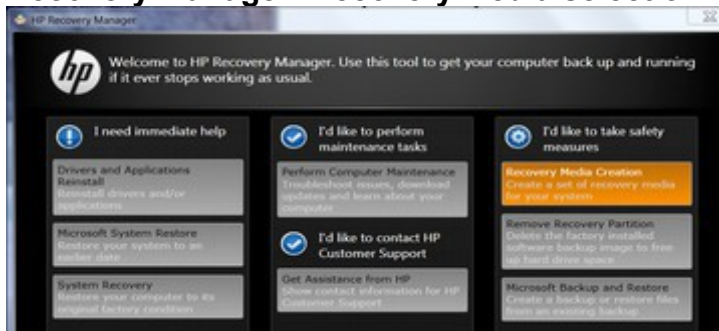 HP Recovery Manager
hp
Welcome to HP Recovery Manager. Use this tool to get your computer back up and running
if it ever stops working as usual.
I need immediate help
Drivers and Applications
Reinstall
Reinstall drivers and/or
applications
Microsoft System Restore
Restore your system to an
earlier date
System Recovery
Restore your computer to its
original factory condition
I'd like to perform
maintenance tasks
Perform Computer Maintenance
Troubleshoot issues, download
updates and learn about your
computer
I'd like to contact HP
Customer Support
Get Assistance from HP
Show contact information for HP
Customer Support
I'd like to take safety
measures
Recovery Media Creation
Create a set of recovery media
for your system
Remove Recovery Partition
Delete the factory installed
software backup image to free
up hard drive space
Microsoft Backup and Restore
Create a backup or restore files
from an existing backup